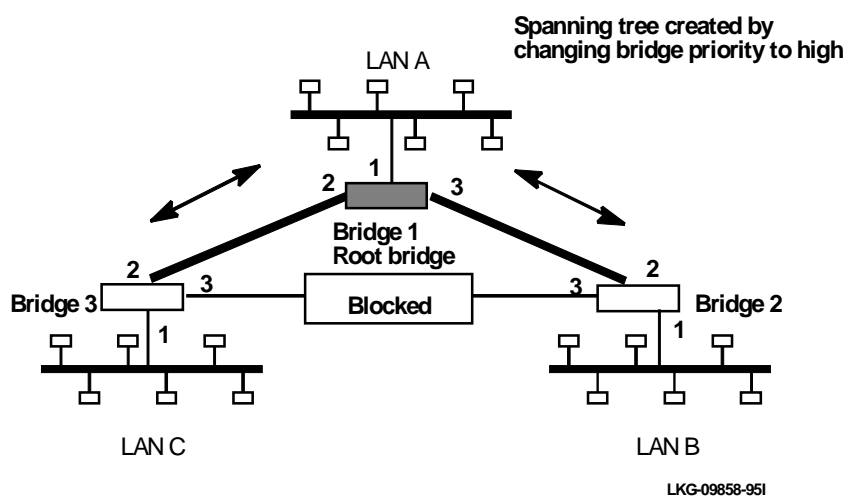 Spanning tree created by
changing bridge priority to high
LAN A
1
2
3
Bridge 1
Root bridge
2
2
Bridge 3
3
Blocked
3
Bridge 2
1
1
LAN C
LAN B
LKG-09858-95I